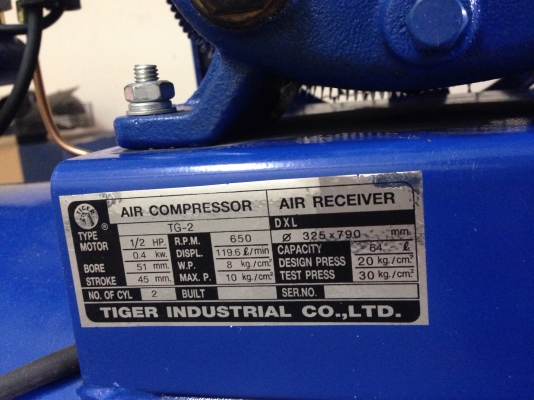 TIGER
AIR COMPRESSOR
AIR RECEIVER
TYPE TG-2
DXL Ø 325x790 mm.
MOTOR 1/2 HP. R.P.M. 650
0.4 kw. DISPL. 119.6 ℓ/min
CAPACITY 64 ℓ
BORE 51 mm. W.P. 8 kg./cm²
DESIGN PRESS 20 kg./cm²
STROKE 45 mm. MAX. P. 10 kg./cm²
TEST PRESS 30 kg./cm²
NO. OF CYL 2 BUILT
SER.NO.
TIGER INDUSTRIAL CO.,LTD.